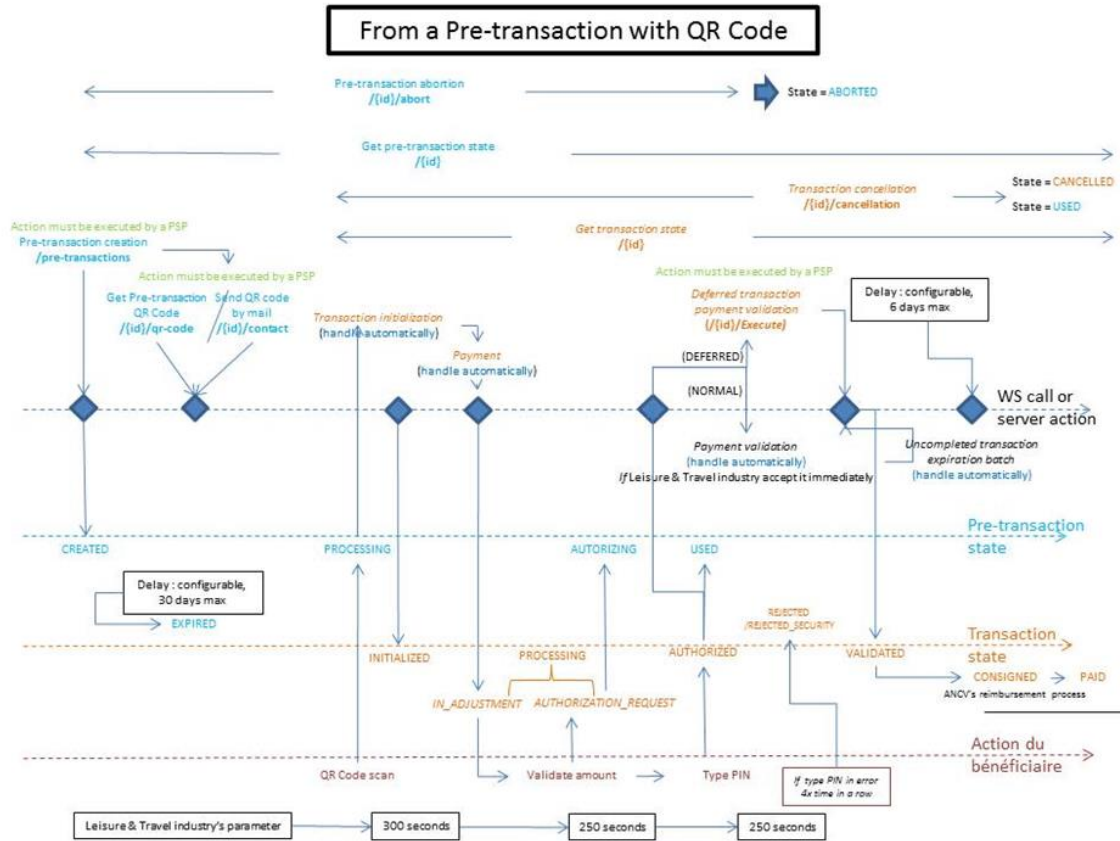 From a Pre-transaction with QR Code
Pre-transaction abortion
/{id}/abort
State = ABORTED
Get pre-transaction state
/{id}
Transaction cancellation
/{id}/cancellation
State = CANCELLED
State = USED
Get transaction state
/{id}
Action must be executed by a PSP
Pre-transaction creation
/pre-transactions
Action must be executed by a PSP
Get Pre-transaction
QR Code
/{id}/qr-code
Send QR code
by mail
/{id}/contact
Transaction initialization
(handle automatically)
Payment
(handle automatically)
Action must be executed by a PSP
Deferred transaction
payment validation
(/{id}/Execute)
Delay : configurable,
6 days max
(DEFERRED)
(NORMAL)
WS call or
server action
Payment validation
(handle automatically)
If Leisure & Travel industry accept it immediately
Uncompleted transaction
expiration batch
(handle automatically)
Pre-transaction
state
CREATED
PROCESSING
AUTORIZING
USED
Delay : configurable,
30 days max
EXPIRED
REJECTED
/REJECTED_SECURITY
Transaction
state
INITIALIZED
PROCESSING
AUTHORIZED
VALIDATED
CONSIGNED
PAID
ANCV's reimbursement process
IN_ADJUSTMENT
AUTHORIZATION_REQUEST
Action du
bénéficiaire
QR Code scan
Validate amount
Type PIN
If type PIN in error
4x time in a row
Leisure & Travel industry's parameter
300 seconds
250 seconds
250 seconds